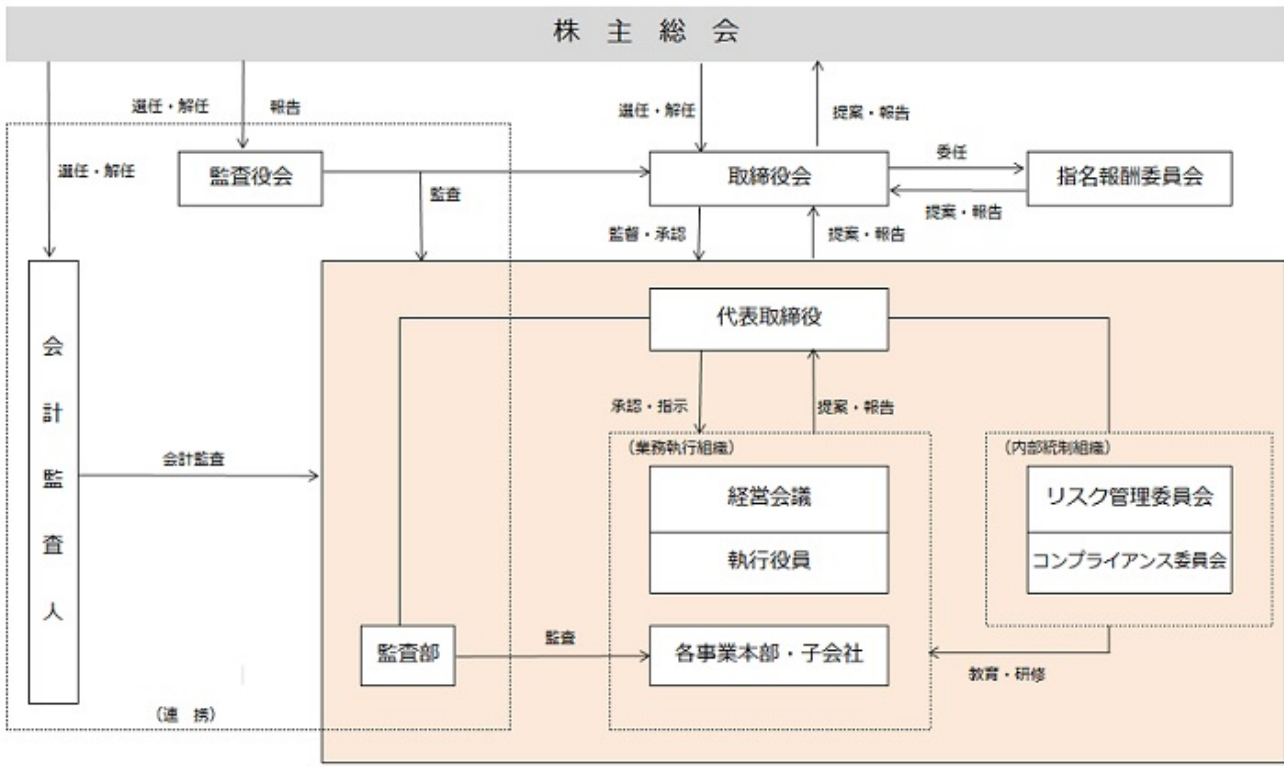 株 主 総 会
選任・解任
報告
選任・解任
提案・報告
選任・解任
監査役会
監査
取締役会
委任
提案・報告
指名報酬委員会
監督・承認
提案・報告
代表取締役
会計監査人
会計監査
承認・指示
提案・報告
(業務執行組織)
経営会議
執行役員
(内部統制組織)
リスク管理委員会
コンプライアンス委員会
監査部
監査
各事業本部・子会社
教育・研修
(連 携)